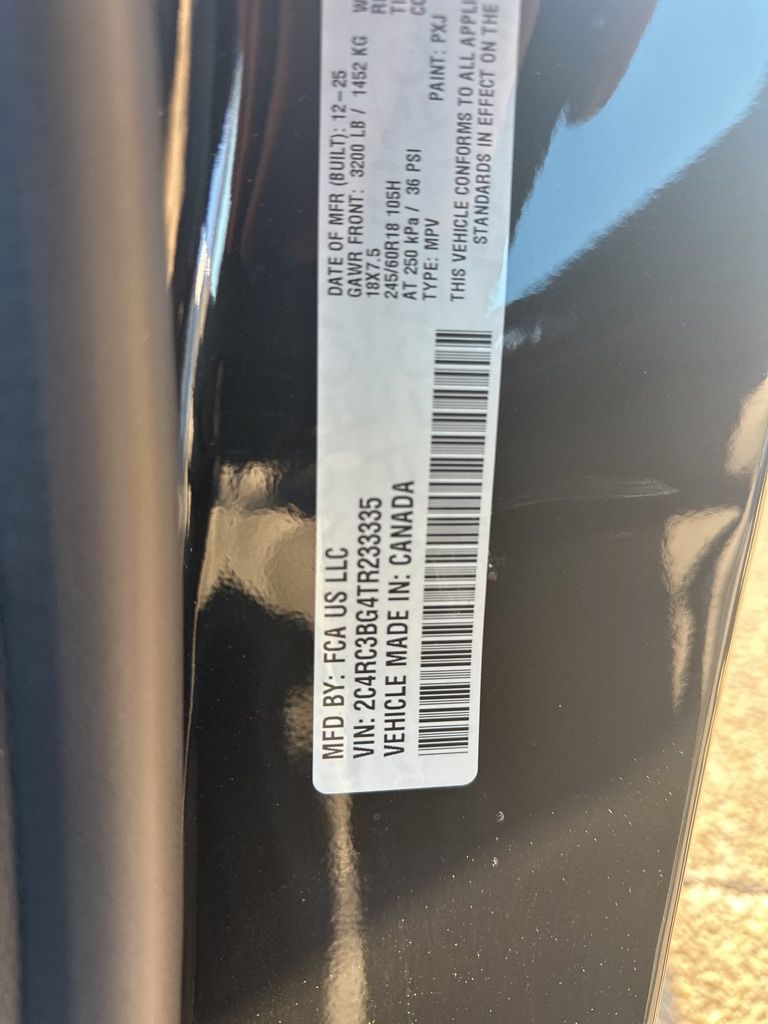 MFD BY: FCA US LLC
VIN: 2C4RC3BG4TR233335
VEHICLE MADE IN: CANADA
DATE OF MFR (BUILT): 12-25
GAWR FRONT: 3200 LB / 1452 KG
18X7.5
245/60R18 105H
AT 250 kPa / 36 PSI
TYPE: MPV PAINT: PXJ
THIS VEHICLE CONFORMS TO ALL
STANDARDS IN EFFECT ON THE